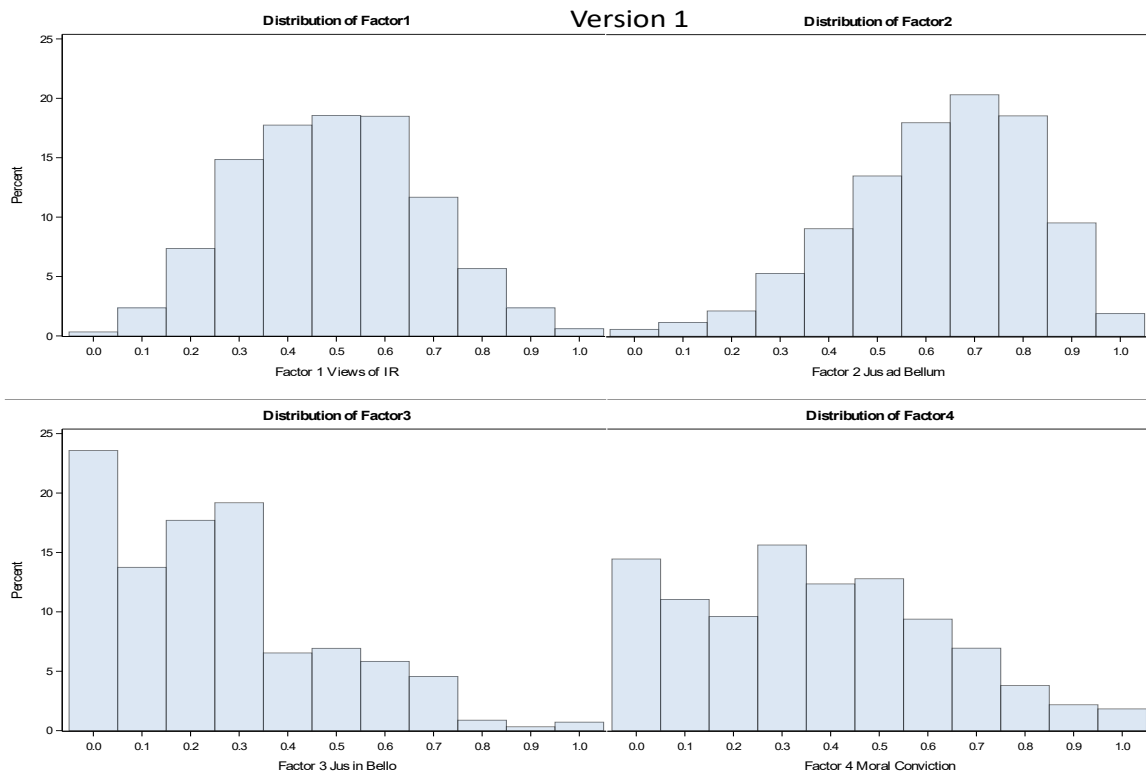 Version 1
Distribution of Factor1
Percent
25
20
15
10
5
0
0.0 0.1 0.2 0.3 0.4 0.5 0.6 0.7 0.8 0.9 1.0
Factor 1 Views of IR
Distribution of Factor2
0.0 0.1 0.2 0.3 0.4 0.5 0.6 0.7 0.8 0.9 1.0
Factor 2 Jus ad Bellum
Distribution of Factor3
Percent
25
20
15
10
5
0
0.0 0.1 0.2 0.3 0.4 0.5 0.6 0.7 0.8 0.9 1.0
Factor 3 Jus in Bello
Distribution of Factor4
0.0 0.1 0.2 0.3 0.4 0.5 0.6 0.7 0.8 0.9 1.0
Factor 4 Moral Conviction